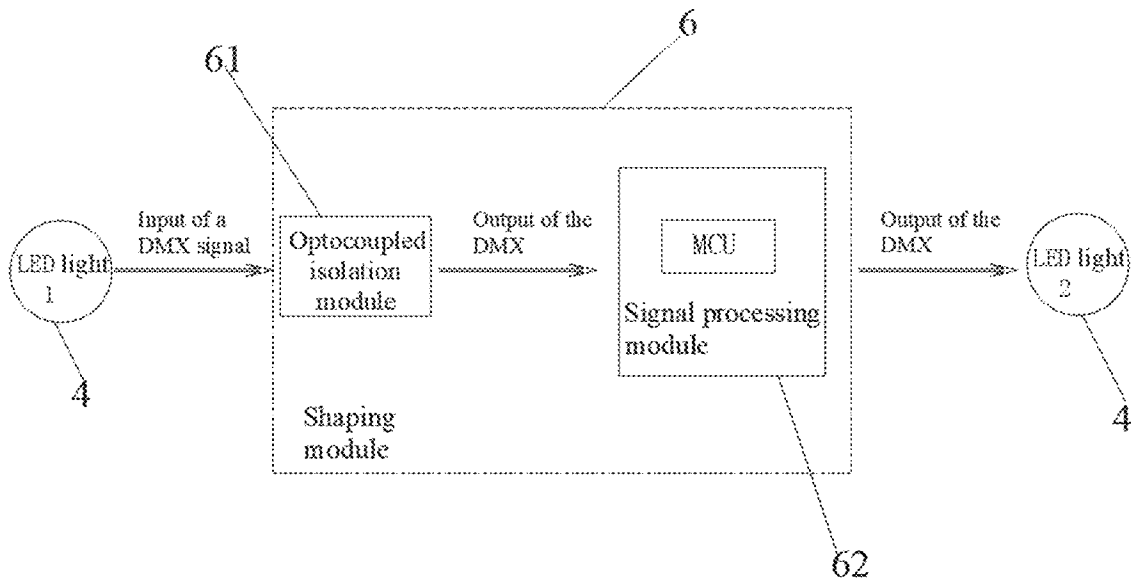 6
61
Input of a
DMX signal
Output of the
DMX
Output of the
DMX
LED light
1
Optocoupled
isolation
module
MCU
Signal processing
module
LED light
2
4
4
Shaping
module
62